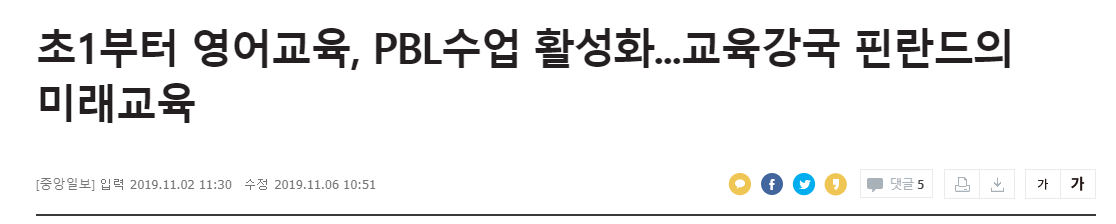 초1부터 영어교육, PBL수업 활성화...교육강국 핀란드의
미래교육
[중앙일보] 입력 2019.11.02 11:30 수정 2019.11.06 10:51
댓글 5 가 가